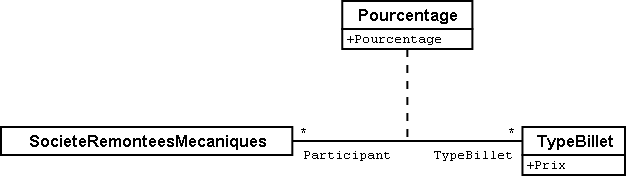 Pourcentage
+Pourcentage
SocieteRemonteesMecaniques
*
*
Participant
TypeBillet
TypeBillet
+Prix